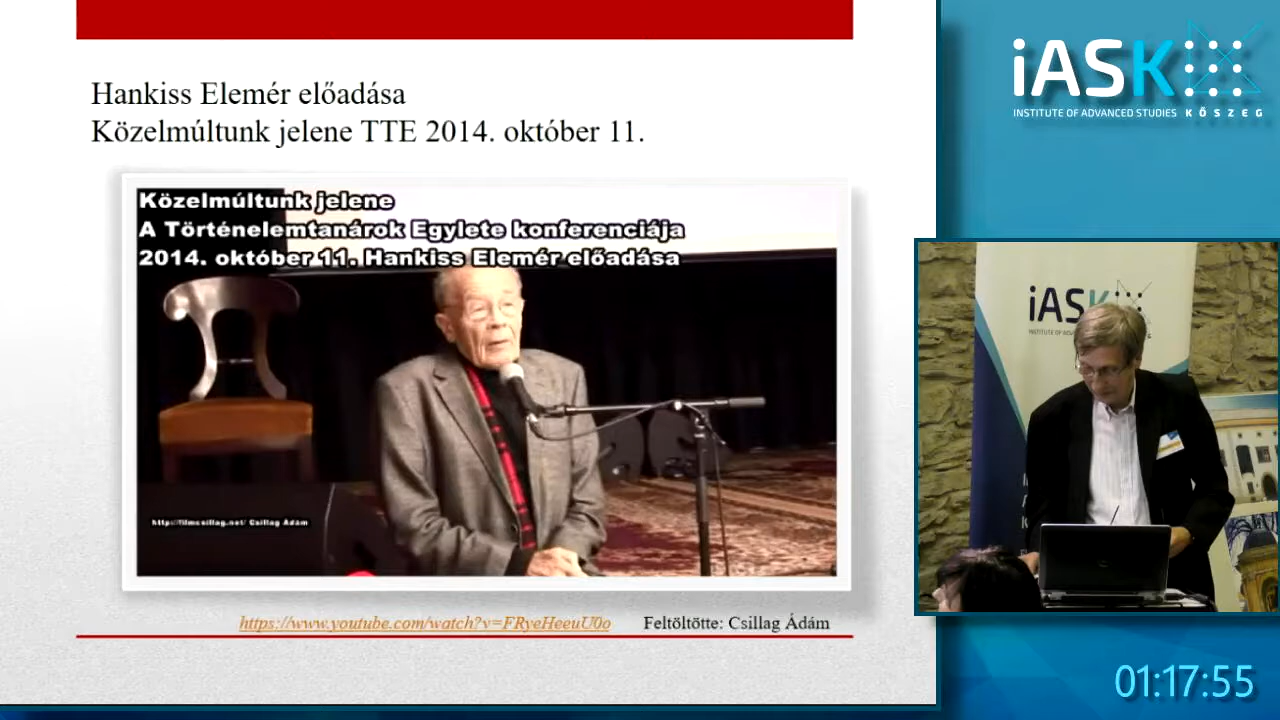 Hankiss Elemér előadása
Közelmúltunk jelene TTE 2014. október 11.
Közelmúltunk jelene
A Történelemtanárok Egylete konferenciája
2014. október 11. Hankiss Elemér előadása
http://filmcsillag.net/ Csillag Ádám
https://www.youtube.com/watch?v=FRyeHeeuU0o Feltöltötte: Csillag Ádám
iASK
INSTITUTE OF ADVANCED STUDIES KŐSZEG
iASK
01:17:55